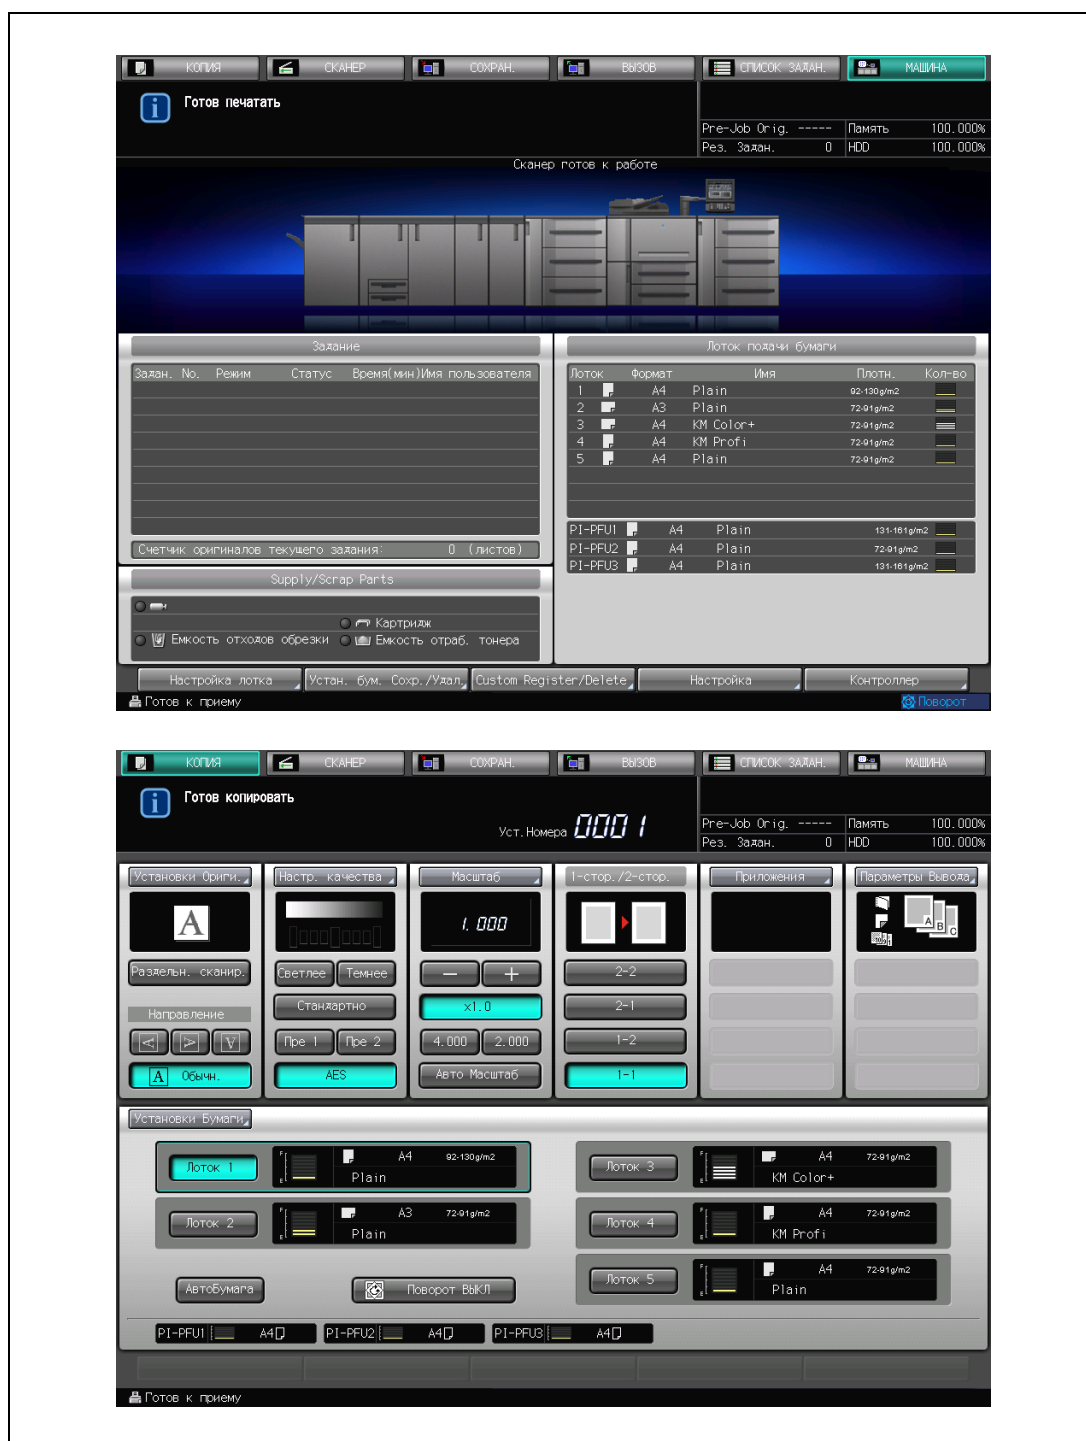 КОПИЯ СКАНЕР СОХРАН. ВЫЗОВ СПИСОК ЗАДАН. МАШИНА
Готов печатать
Pre-Job Orig. ----- Память 100.000%
Рез. Задан. 0 HDD 100.000%
Сканер готов к работе
Задание
Задан. No. Режим Статус Время(мин)Имя пользователя
Счетчик оригиналов текущего задания: 0 (листов)
Supply/Scrap Parts
Картридж
Емкость отходов обрезки Емкость отраб. тонера
Лоток подачи бумаги
Лоток Формат Имя Плотн. Кол-во
1 A4 Plain 92-130g/m2
2 A3 Plain 72-91g/m2
3 A4 KM Color+ 72-91g/m2
4 A4 KM Profi 72-91g/m2
5 A4 Plain 72-91g/m2
PI-PFU1 A4 Plain 131-161g/m2
PI-PFU2 A4 Plain 72-91g/m2
PI-PFU3 A4 Plain 131-161g/m2
Настройка лотка Устан. бум. Сохр./Удал. Custom Register/Delete Настройка Контроллер
Готов к приему Поворот
КОПИЯ СКАНЕР СОХРАН. ВЫЗОВ СПИСОК ЗАДАН. МАШИНА
Готов копировать
Уст.Номера 0001
Pre-Job Orig. ----- Память 100.000%
Рез. Задан. 0 HDD 100.000%
Установки Ориги. Настр. качества Масштаб 1-стор./2-стор. Приложения Параметры Вывода
A 1.000 A B C
Раздельн. сканир. Светлее Темнее − + 2-2
Направление Стандартно x1.0 2-1
A A A Пре 1 Пре 2 4.000 2.000 1-2
A Обычн. AES Авто Масштаб 1-1
Установки Бумаги
Лоток 1 F E A4 92-130g/m2
Plain
Лоток 2 F E A3 72-91g/m2
Plain
Лоток 3 F E A4 72-91g/m2
KM Color+
Лоток 4 F E A4 72-91g/m2
KM Profi
Лоток 5 F E A4 72-91g/m2
Plain
АвтоБумага Поворот ВЫКЛ
PI-PFU1 A4 PI-PFU2 A4 PI-PFU3 A4
Готов к приему